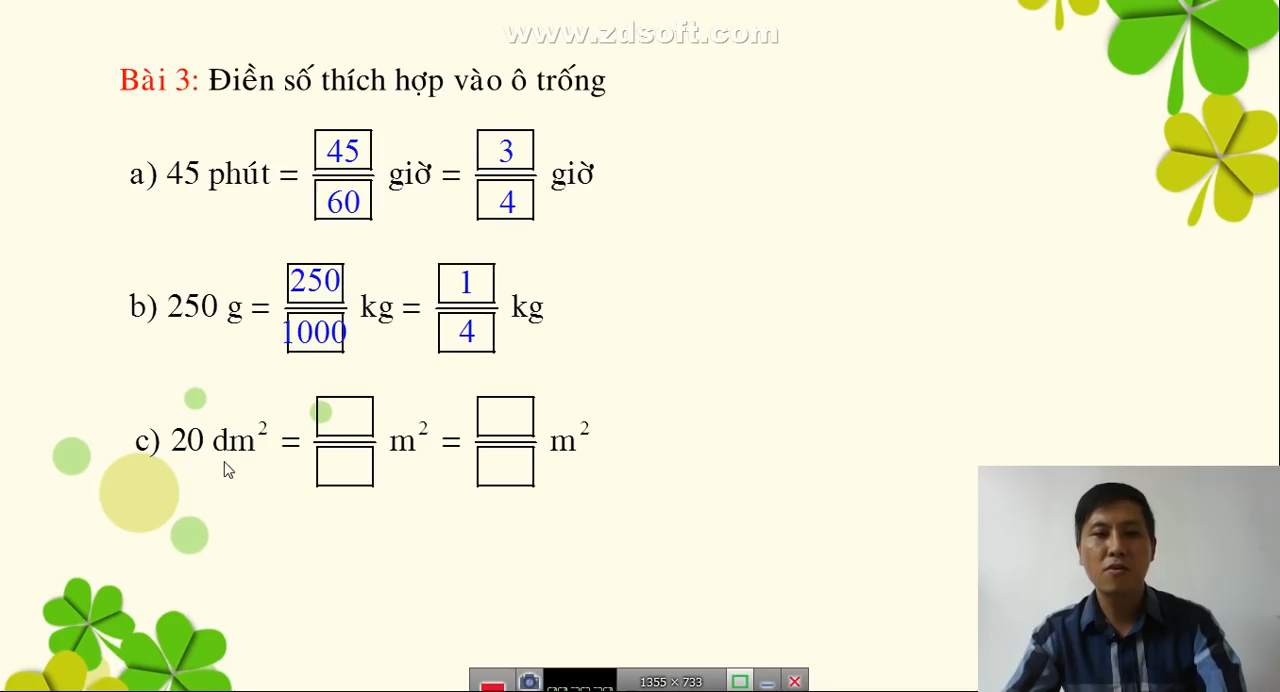 www.zdsoft.com
Bài 3: Điền số thích hợp vào ô trống
a) 45 phút = 45/60 giờ = 3/4 giờ
b) 250 g = 250/1000 kg = 1/4 kg
c) 20 dm² = m² = m²
1355 × 733